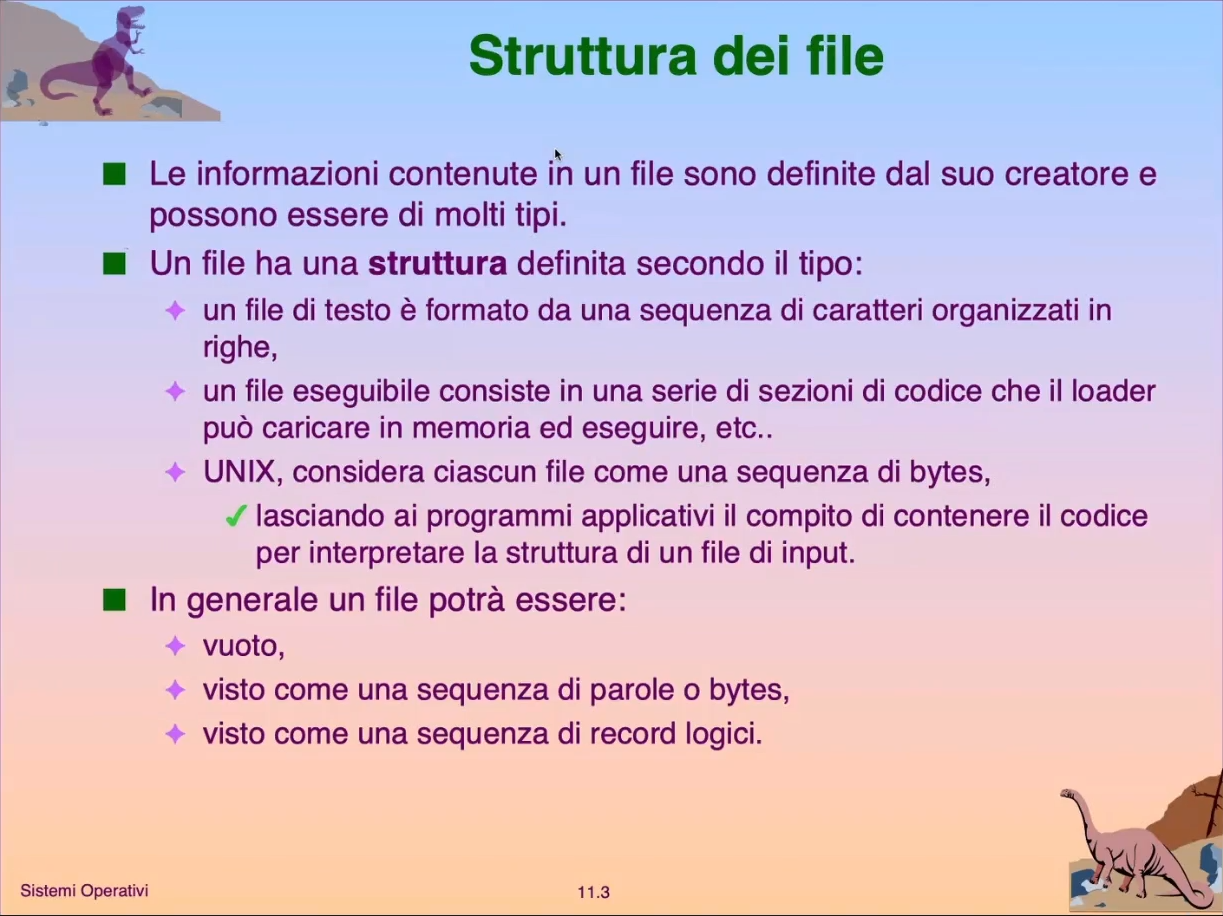 Struttura dei file
Le informazioni contenute in un file sono definite dal suo creatore e
possono essere di molti tipi.
Un file ha una struttura definita secondo il tipo:
un file di testo è formato da una sequenza di caratteri organizzati in
righe,
un file eseguibile consiste in una serie di sezioni di codice che il loader
può caricare in memoria ed eseguire, etc..
UNIX, considera ciascun file come una sequenza di bytes,
lasciando ai programmi applicativi il compito di contenere il codice
per interpretare la struttura di un file di input.
In generale un file potrà essere:
vuoto,
visto come una sequenza di parole o bytes,
visto come una sequenza di record logici.
Sistemi Operativi
11.3